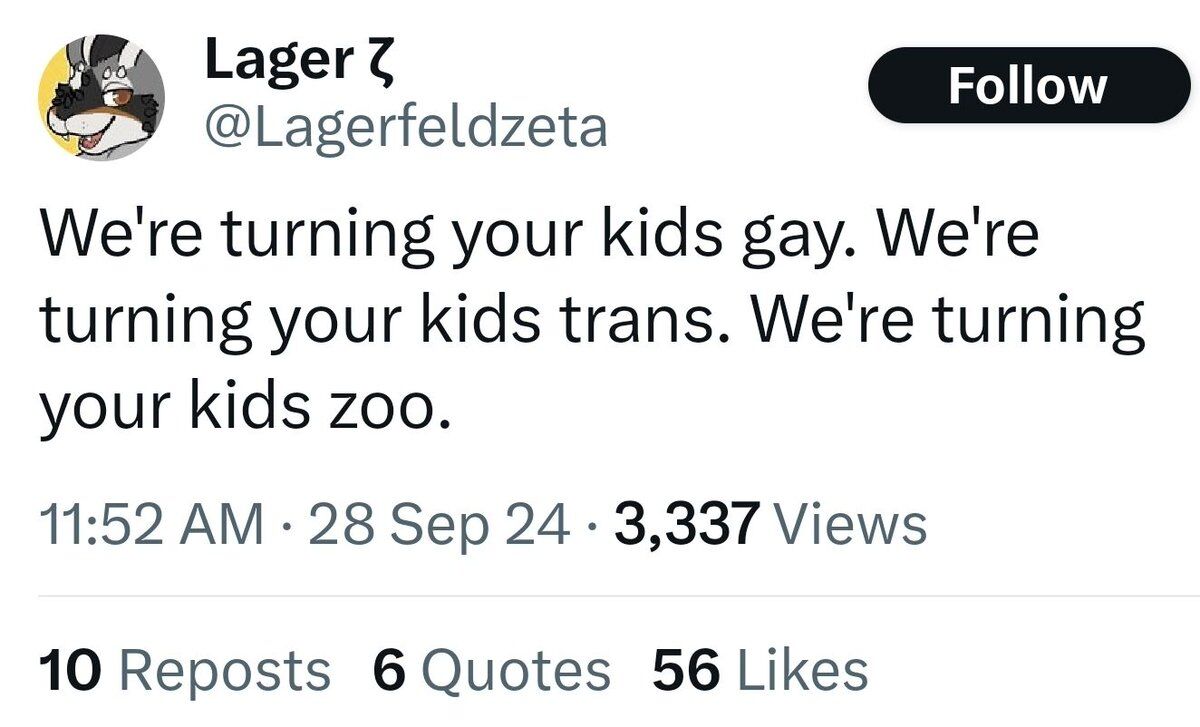 Lager ζ
Follow
@Lagerfeldzeta
We're turning your kids gay. We're
turning your kids trans. We're turning
your kids zoo.
11:52 AM · 28 Sep 24 · 3,337 Views
10 Reposts 6 Quotes 56 Likes